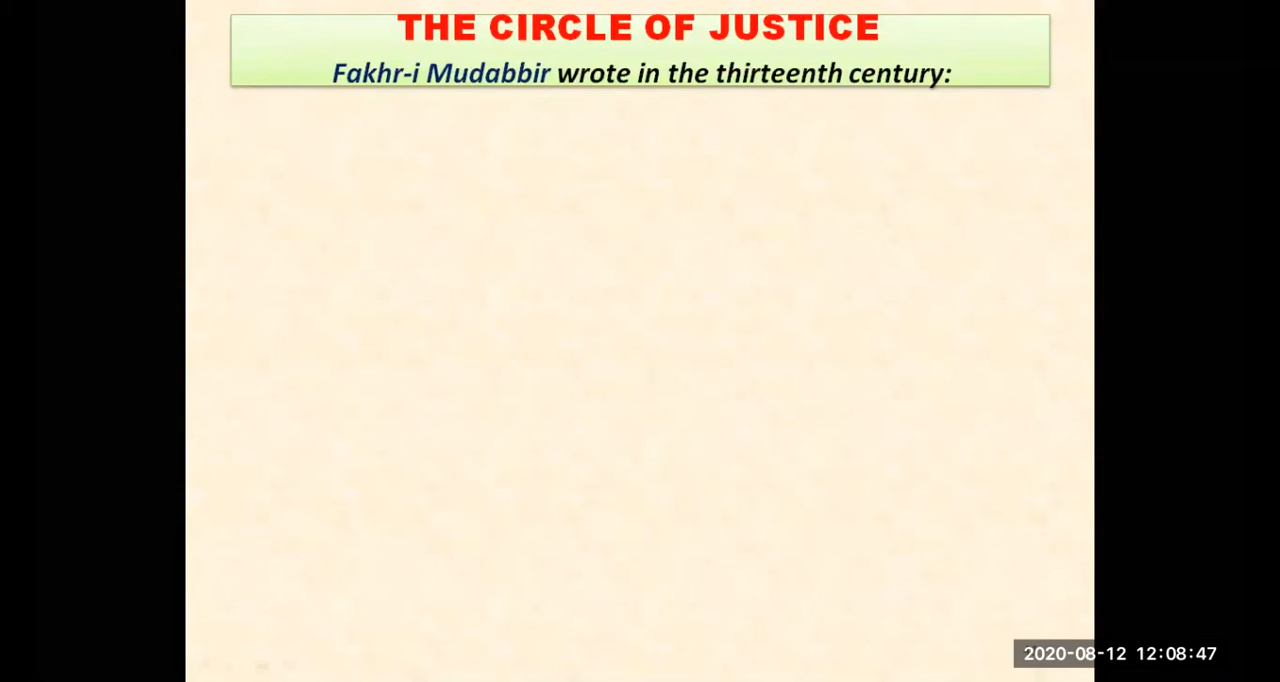 THE CIRCLE OF JUSTICE
Fakhr-i Mudabbir wrote in the thirteenth century:
2020-08-12 12:08:47